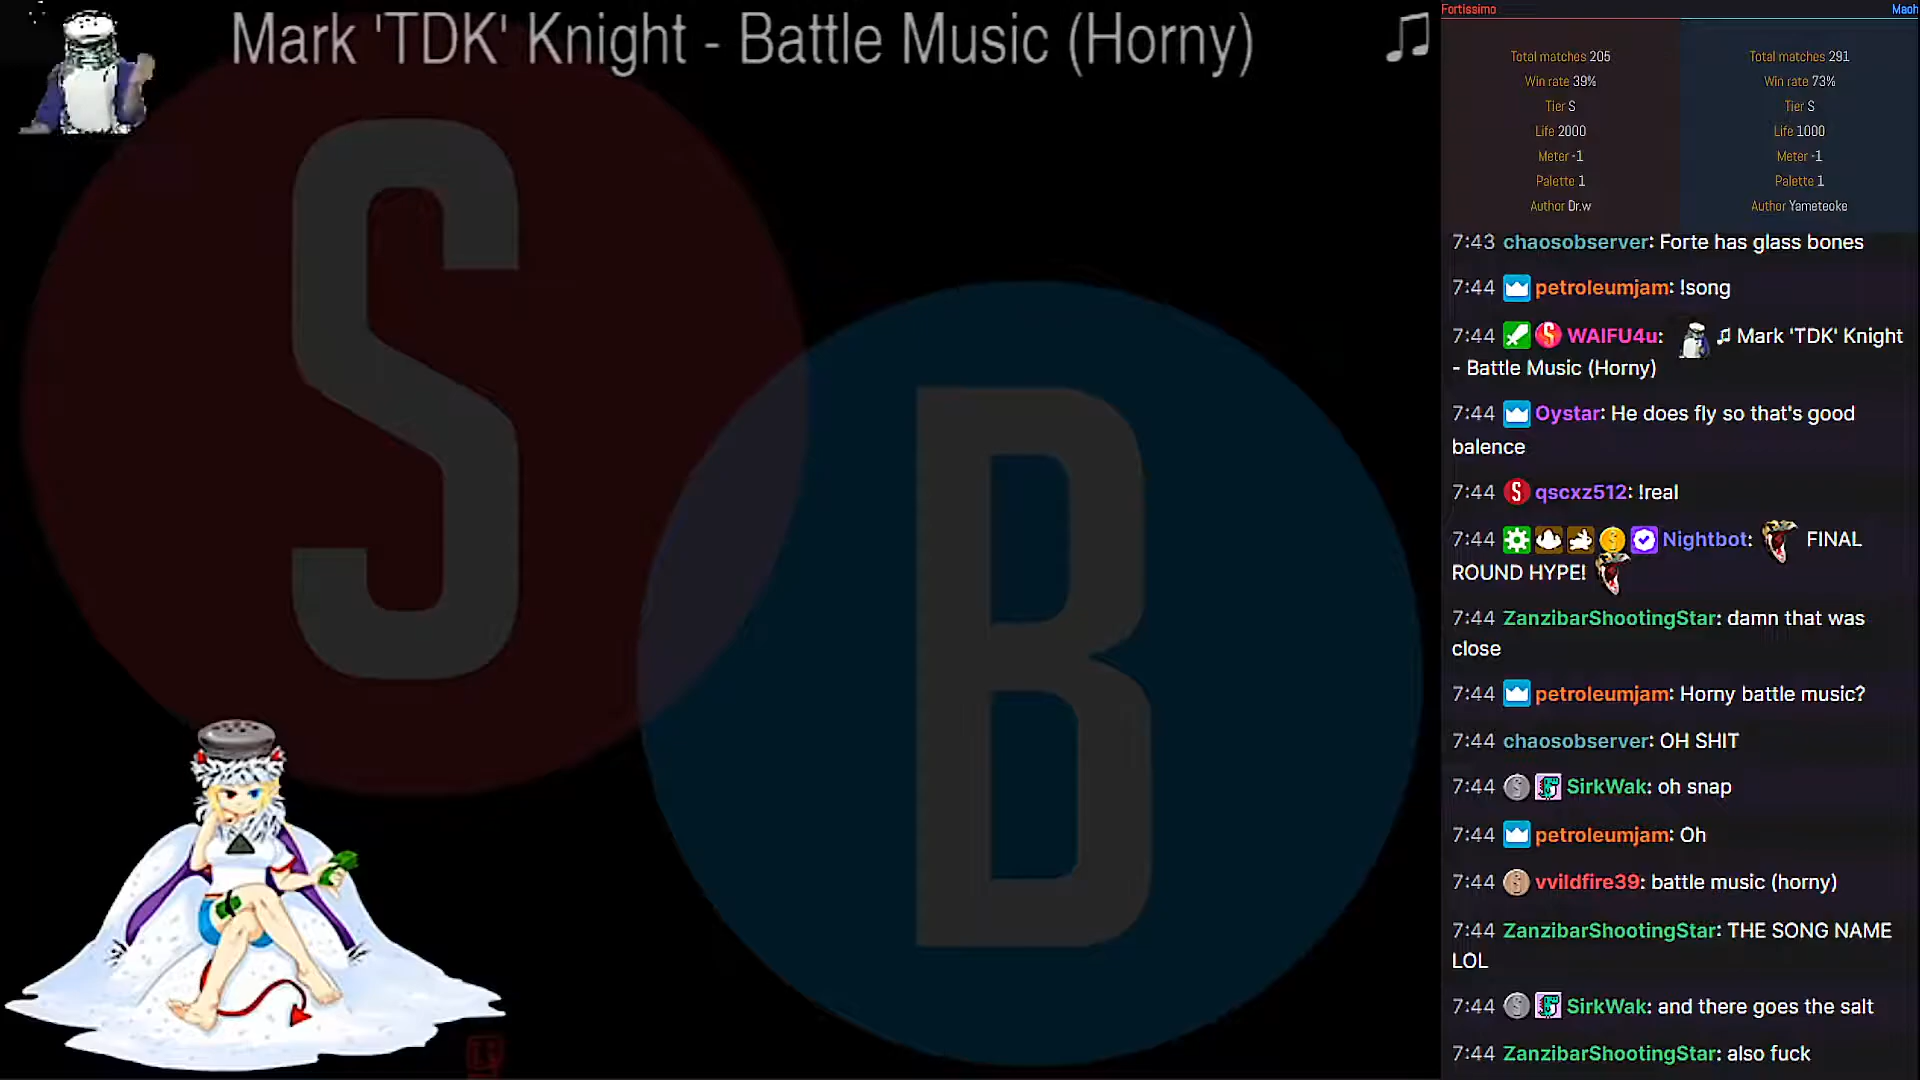 Mark 'TDK' Knight - Battle Music (Horny)
S
B
Fortissimo
Total matches 205
Win rate 39%
Tier S
Life 2000
Meter -1
Palette 1
Author Dr.w
Total matches 291
Win rate 73%
Tier S
Life 1000
Meter -1
Palette 1
Author Yameteoke
7:43 chaosobserver: Forte has glass bones
7:44 petroleumjam: !song
7:44 WAIFU4u: ♫ Mark 'TDK' Knight
- Battle Music (Horny)
7:44 Oystar: He does fly so that's good
balence
7:44 qscxz512: !real
7:44 Nightbot: FINAL
ROUND HYPE!
7:44 ZanzibarShootingStar: damn that was
close
7:44 petroleumjam: Horny battle music?
7:44 chaosobserver: OH SHIT
7:44 SirkWak: oh snap
7:44 petroleumjam: Oh
7:44 vvildfire39: battle music (horny)
7:44 ZanzibarShootingStar: THE SONG NAME
LOL
7:44 SirkWak: and there goes the salt
7:44 ZanzibarShootingStar: also fuck